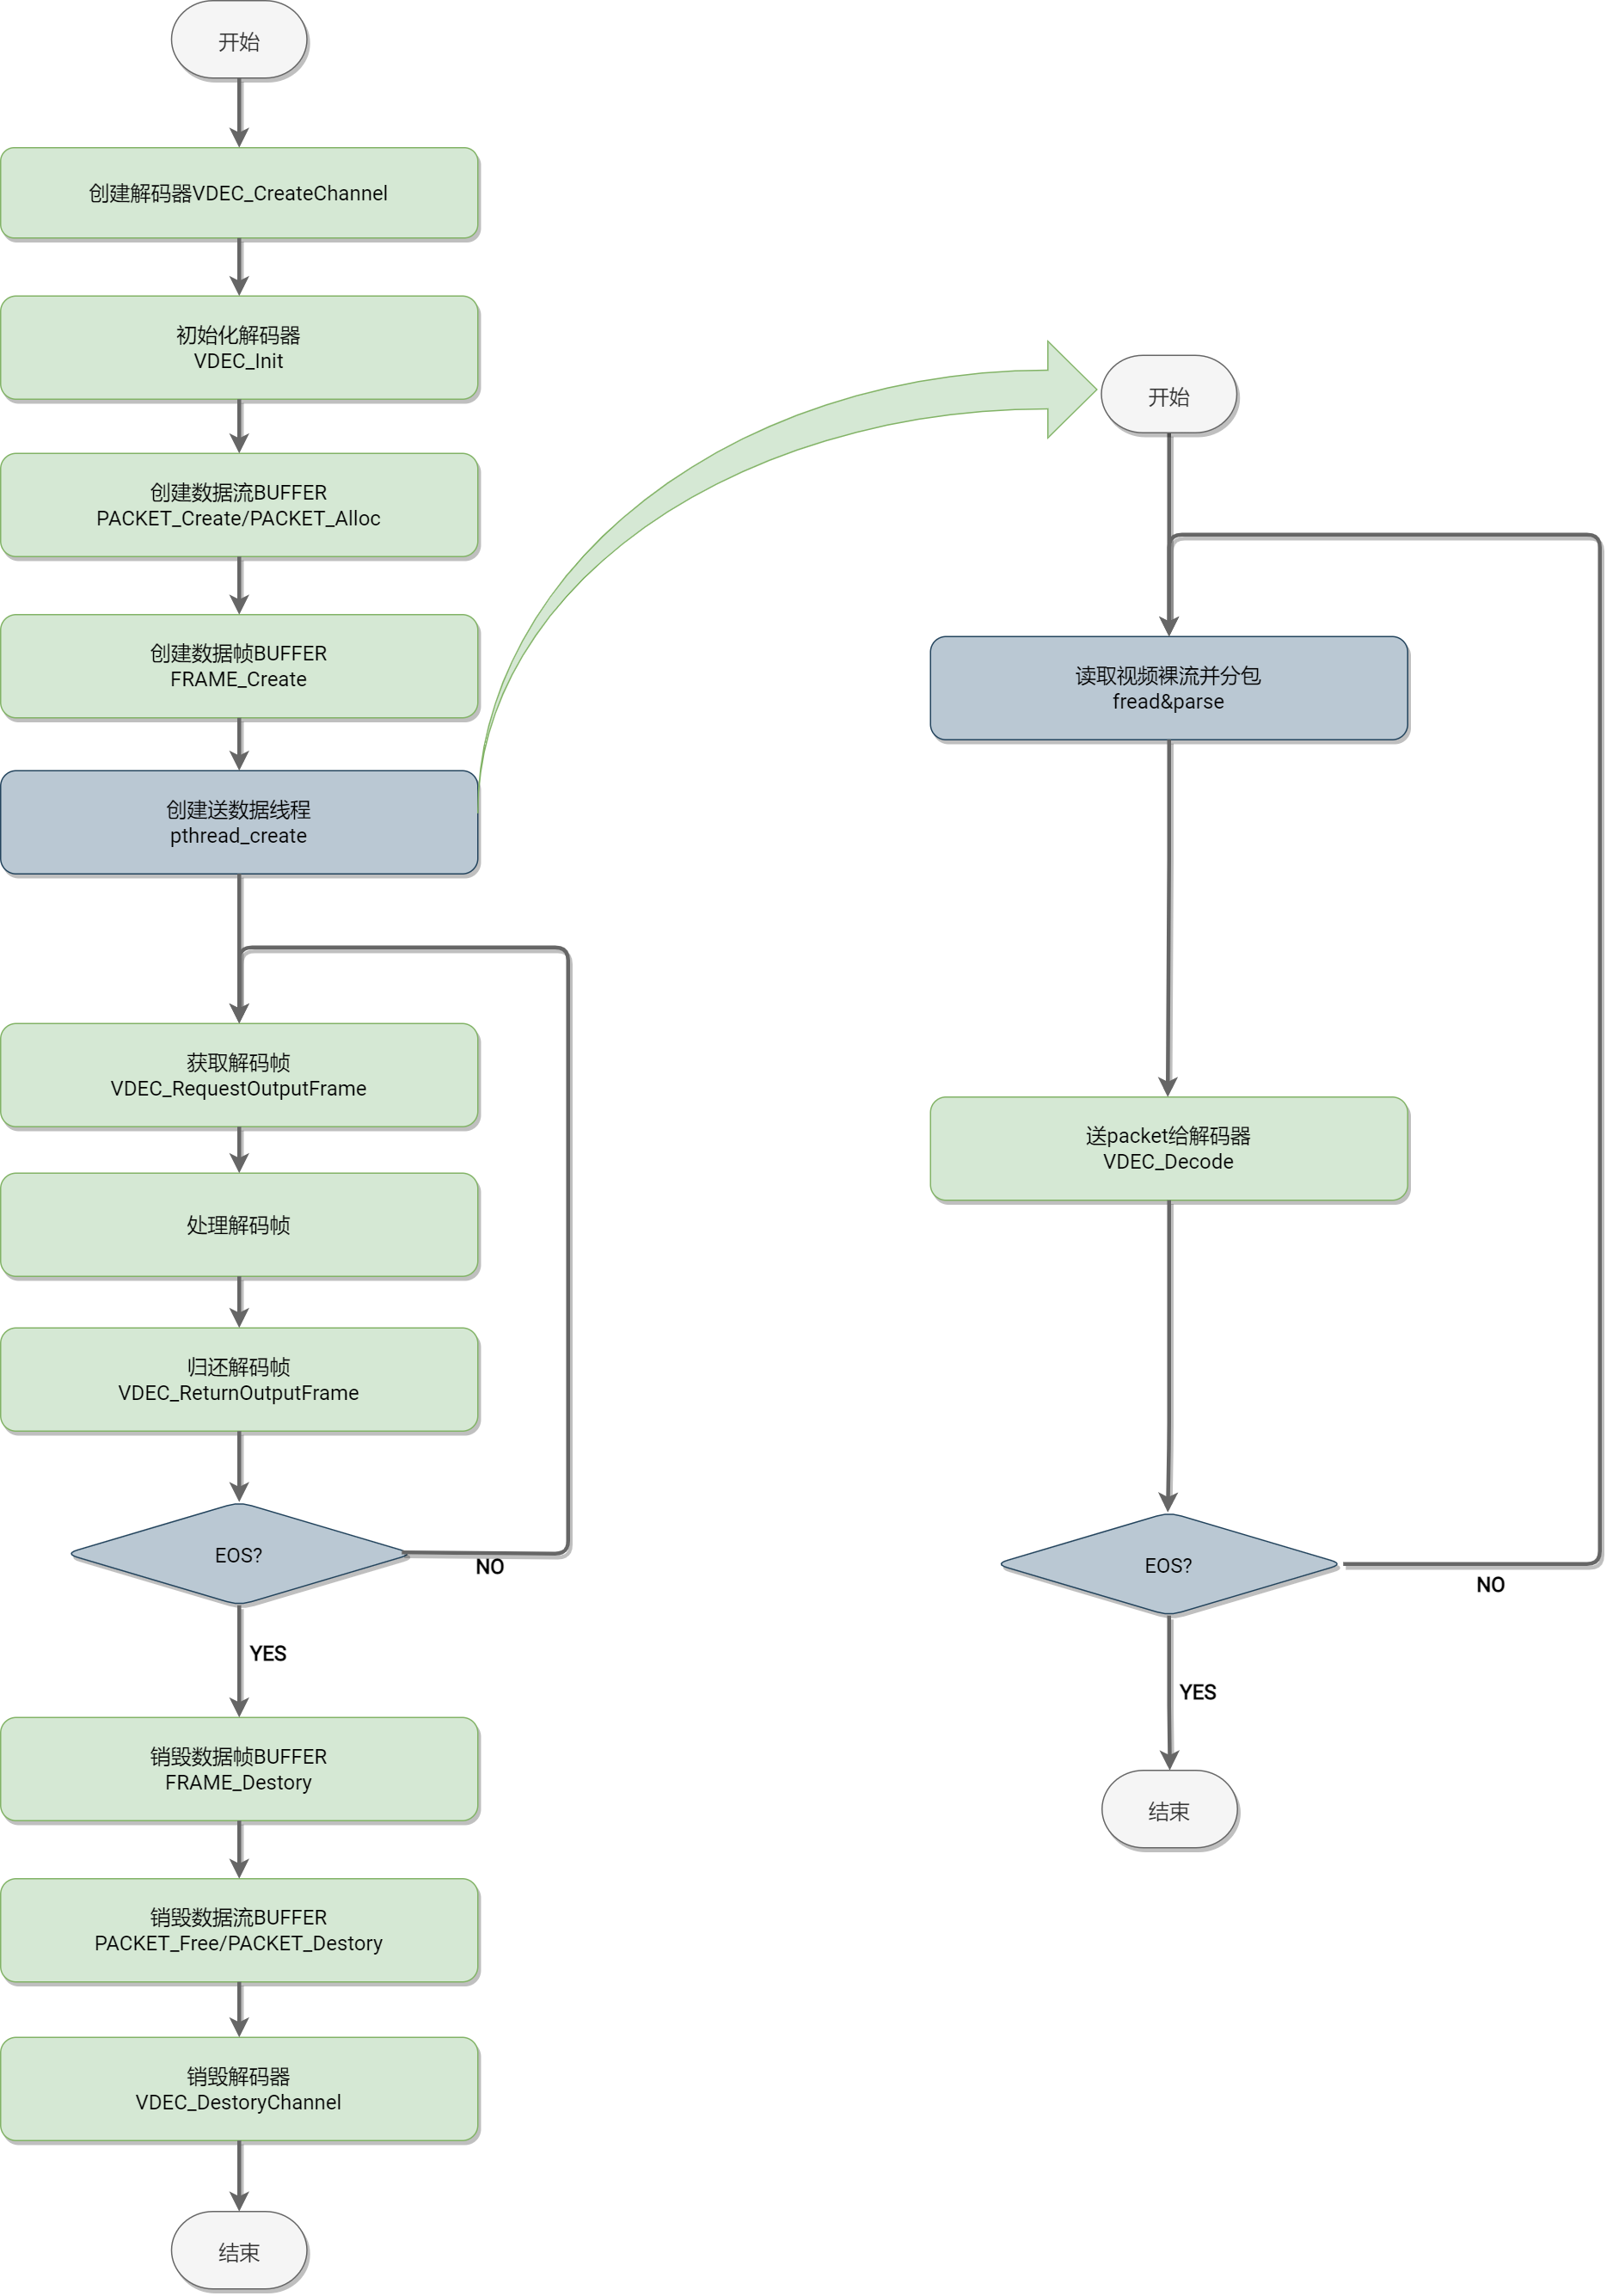 开始
创建解码器VDEC_CreateChannel
初始化解码器
VDEC_Init
创建数据流BUFFER
PACKET_Create/PACKET_Alloc
创建数据帧BUFFER
FRAME_Create
创建送数据线程
pthread_create
获取解码帧
VDEC_RequestOutputFrame
处理解码帧
归还解码帧
VDEC_ReturnOutputFrame
EOS?
NO
YES
销毁数据帧BUFFER
FRAME_Destory
销毁数据流BUFFER
PACKET_Free/PACKET_Destory
销毁解码器
VDEC_DestoryChannel
结束
开始
读取视频裸流并分包
fread&parse
送packet给解码器
VDEC_Decode
EOS?
NO
YES
结束